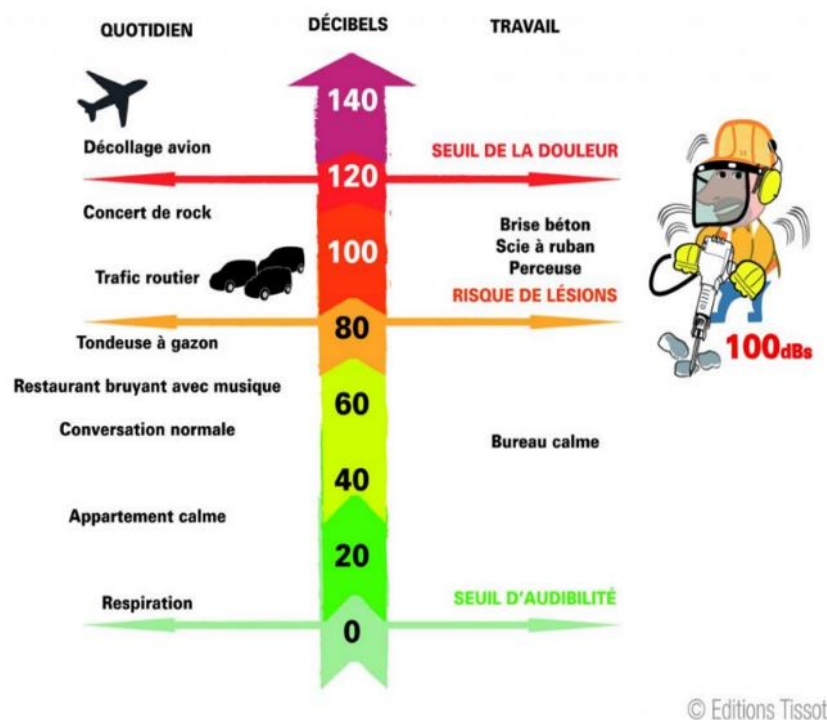 QUOTIDIEN
DÉCIBELS
TRAVAIL
140
Décollage avion
SEUIL DE LA DOULEUR
120
Concert de rock
Brise béton
Scie à ruban
Perceuse
100
Trafic routier
RISQUE DE LÉSIONS
80
Tondeuse à gazon
100dBs
Restaurant bruyant avec musique
60
Conversation normale
Bureau calme
40
Appartement calme
20
Respiration
SEUIL D'AUDIBILITÉ
0
© Editions Tissot